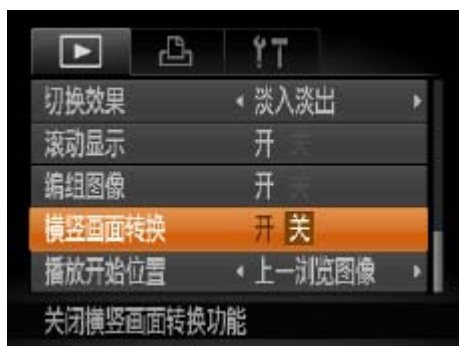 切换效果 淡入淡出
滚动显示 开 关
编组图像 开 关
横竖画面转换 开 关
播放开始位置 上一浏览图像
关闭横竖画面转换功能